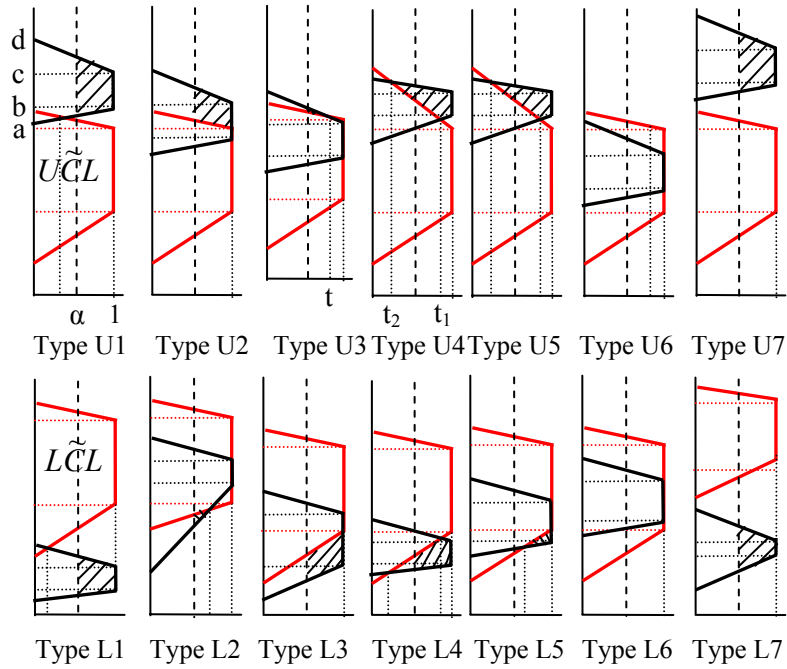 d
c
b
a
UC̃L
α 1 t t₂ t₁
Type U1 Type U2 Type U3 Type U4 Type U5 Type U6 Type U7
LC̃L
Type L1 Type L2 Type L3 Type L4 Type L5 Type L6 Type L7